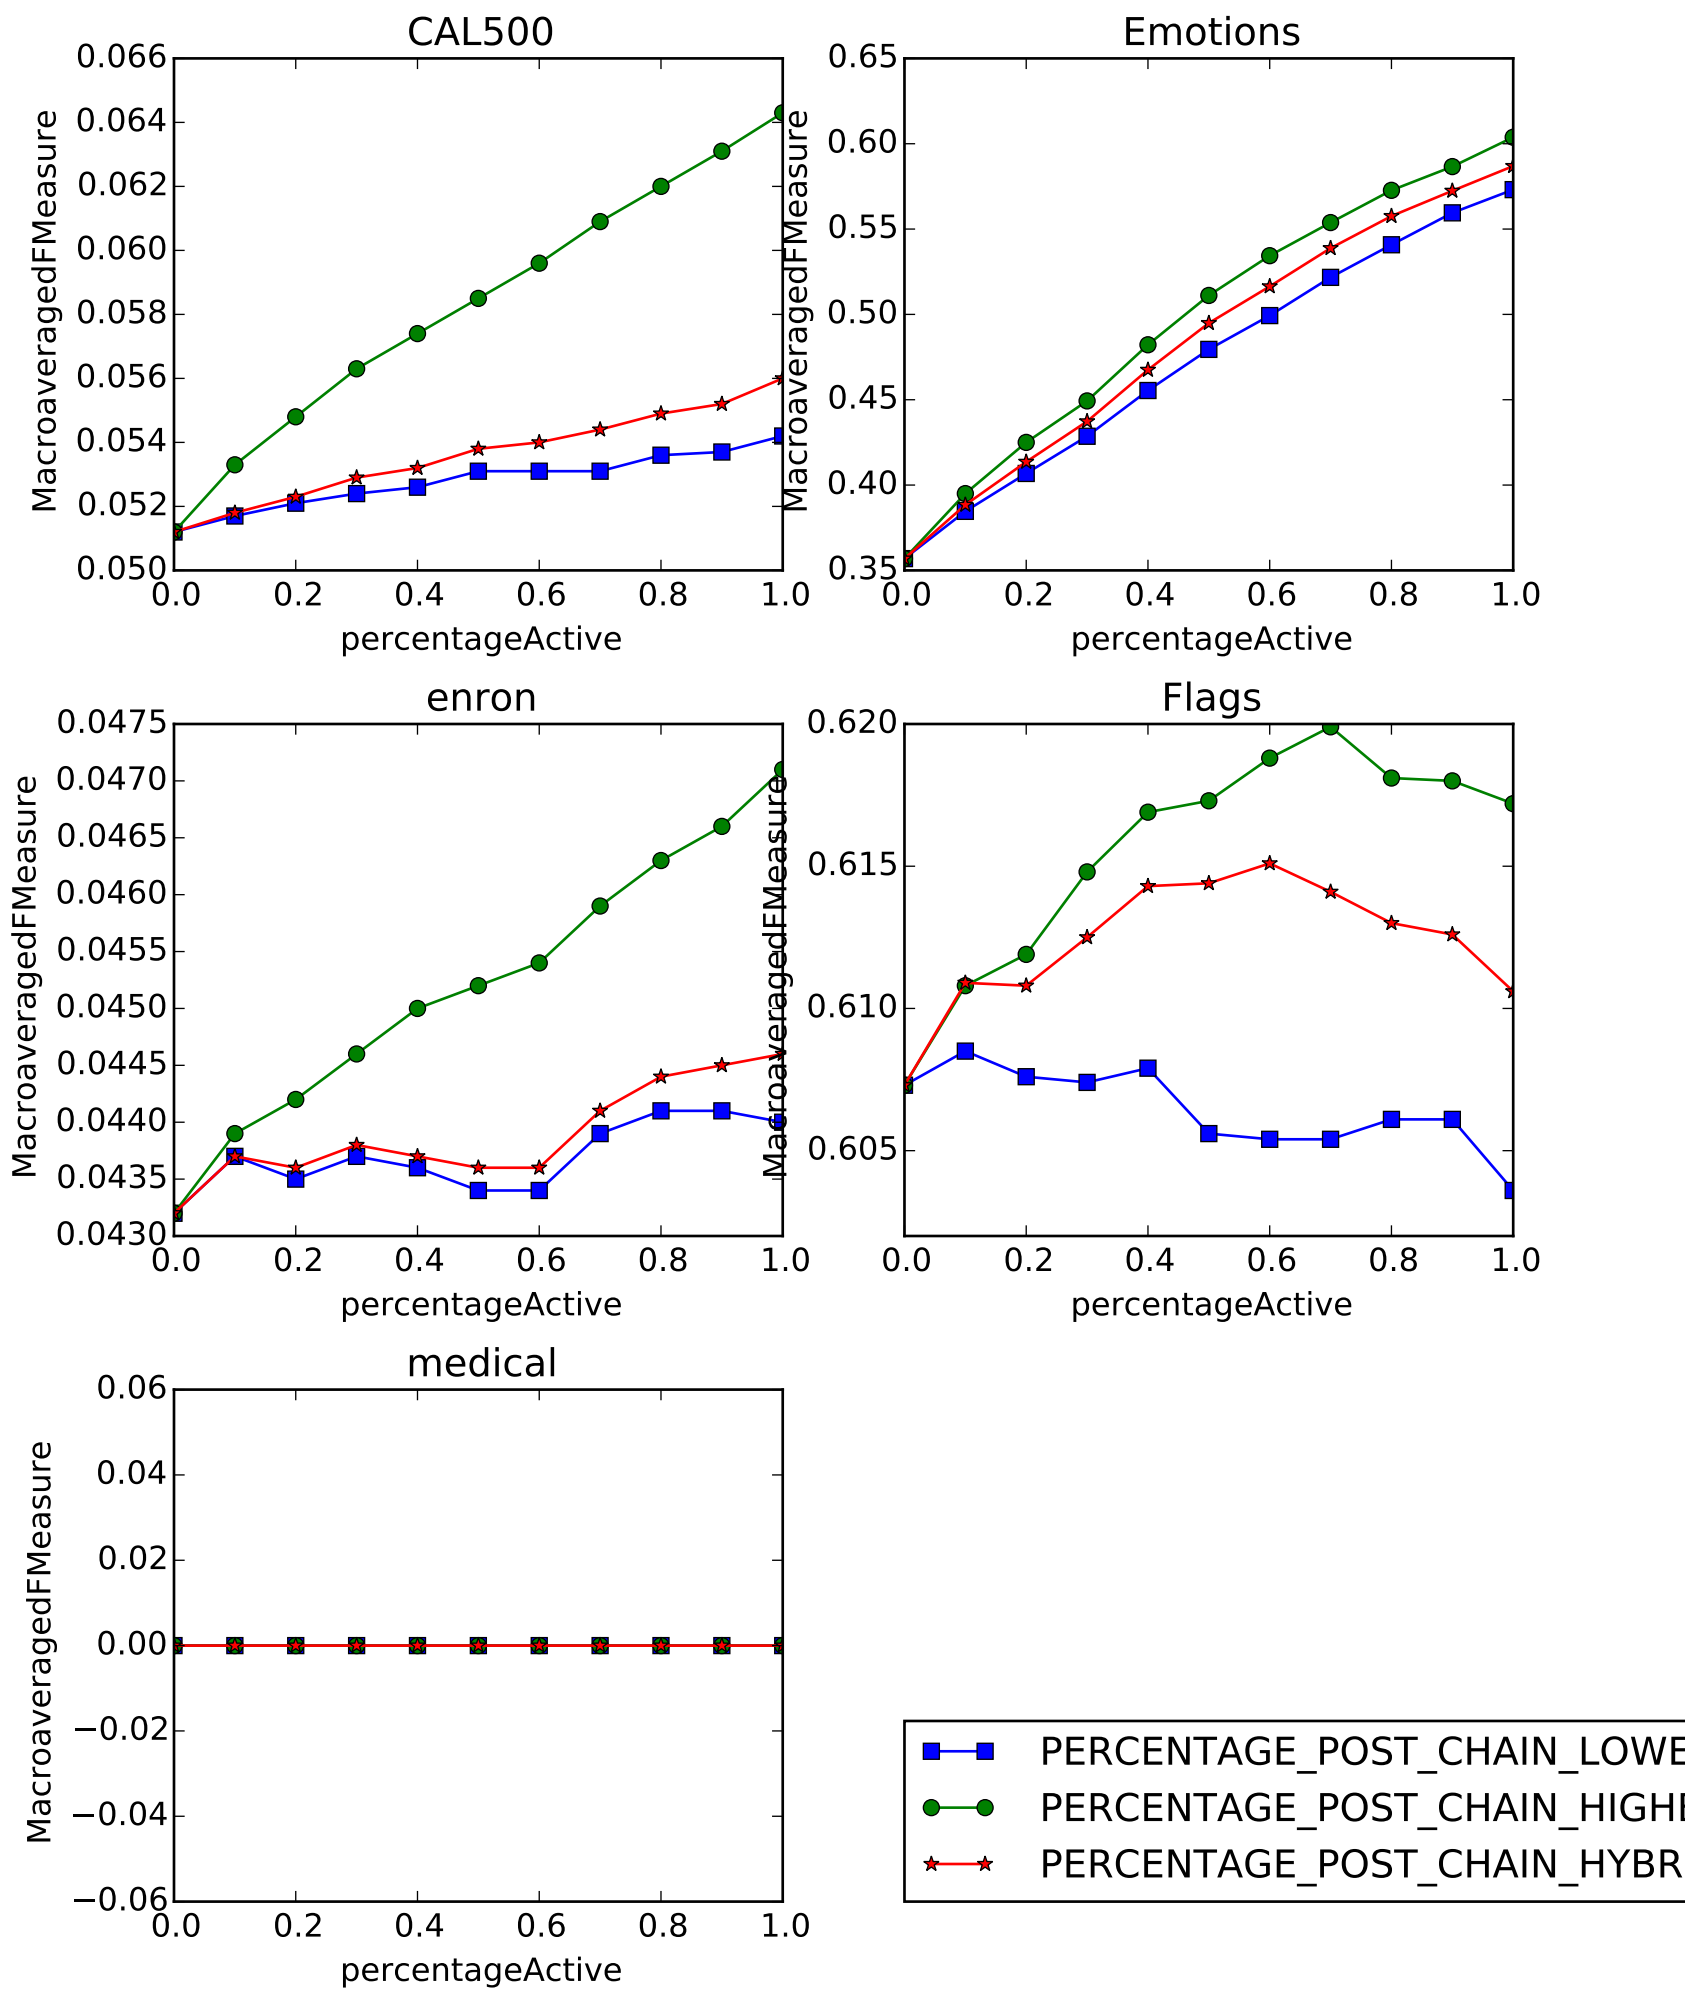 CAL500
0.066
0.064
0.062
0.060
0.058
0.056
0.054
0.052
0.050
MacroaveragedFMeasure
0.0 0.2 0.4 0.6 0.8 1.0
percentageActive
Emotions
0.65
0.60
0.55
0.50
0.45
0.40
0.35
MacroaveragedFMeasure
0.0 0.2 0.4 0.6 0.8 1.0
percentageActive
enron
0.0475
0.0470
0.0465
0.0460
0.0455
0.0450
0.0445
0.0440
0.0435
0.0430
MacroaveragedFMeasure
0.0 0.2 0.4 0.6 0.8 1.0
percentageActive
Flags
0.620
0.615
0.610
0.605
MacroaveragedFMeasure
0.0 0.2 0.4 0.6 0.8 1.0
percentageActive
medical
0.06
0.04
0.02
0.00
−0.02
−0.04
−0.06
MacroaveragedFMeasure
0.0 0.2 0.4 0.6 0.8 1.0
percentageActive
PERCENTAGE_POST_CHAIN_LOWE
PERCENTAGE_POST_CHAIN_HIGHE
PERCENTAGE_POST_CHAIN_HYBR